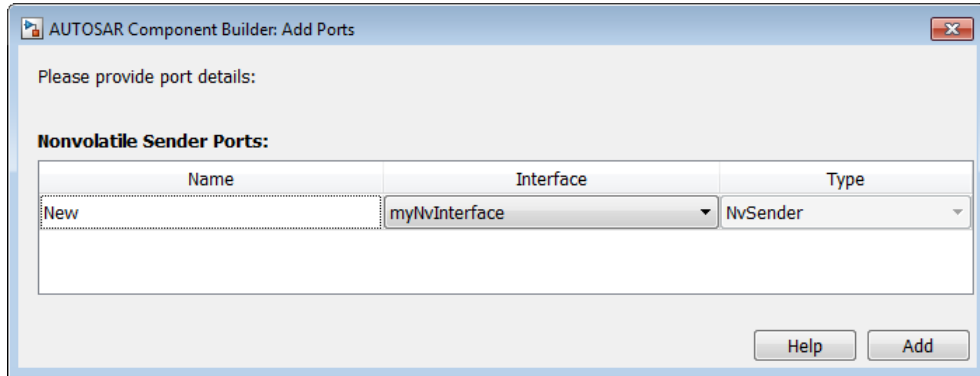 AUTOSAR Component Builder: Add Ports
Please provide port details:
Nonvolatile Sender Ports:
Name Interface Type
New myNvInterface NvSender
Help Add